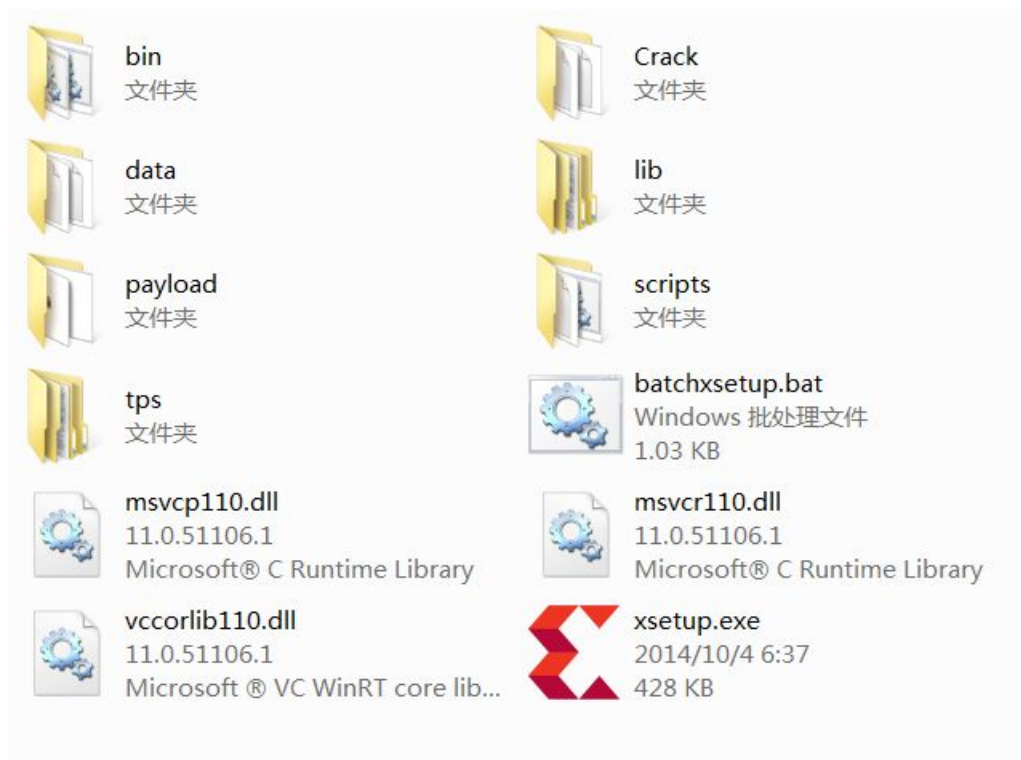 bin
文件夹
Crack
文件夹
data
文件夹
lib
文件夹
payload
文件夹
scripts
文件夹
tps
文件夹
batchxsetup.bat
Windows 批处理文件
1.03 KB
msvcp110.dll
11.0.51106.1
Microsoft® C Runtime Library
msvcr110.dll
11.0.51106.1
Microsoft® C Runtime Library
vccorlib110.dll
11.0.51106.1
Microsoft ® VC WinRT core lib...
xsetup.exe
2014/10/4 6:37
428 KB